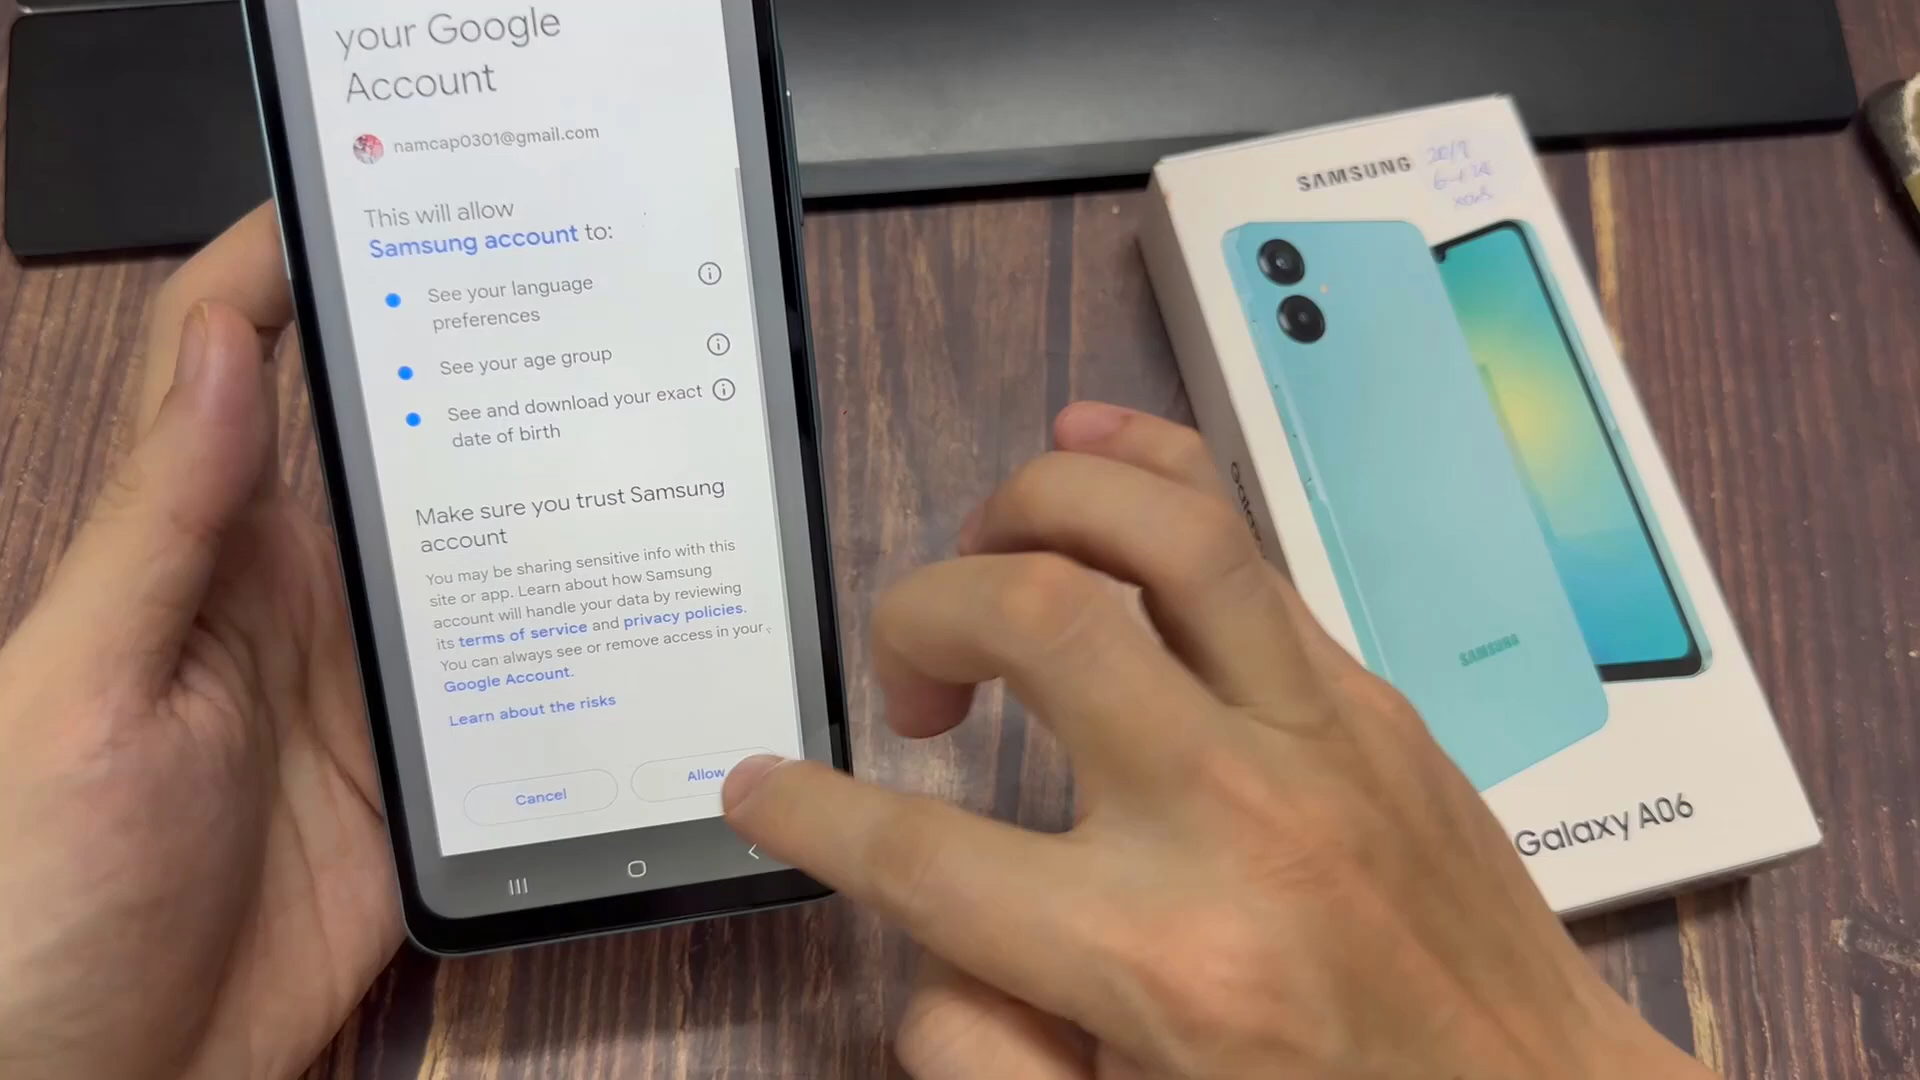 your Google
Account
namcap0301@gmail.com
This will allow
Samsung account to:
See your language
preferences
See your age group
See and download your exact
date of birth
Make sure you trust Samsung
account
You may be sharing sensitive info with this
site or app. Learn about how Samsung
account will handle your data by reviewing
its terms of service and privacy policies.
You can always see or remove access in your
Google Account.
Learn about the risks
Cancel
Allow
SAMSUNG
SAMSUNG
Galaxy A06